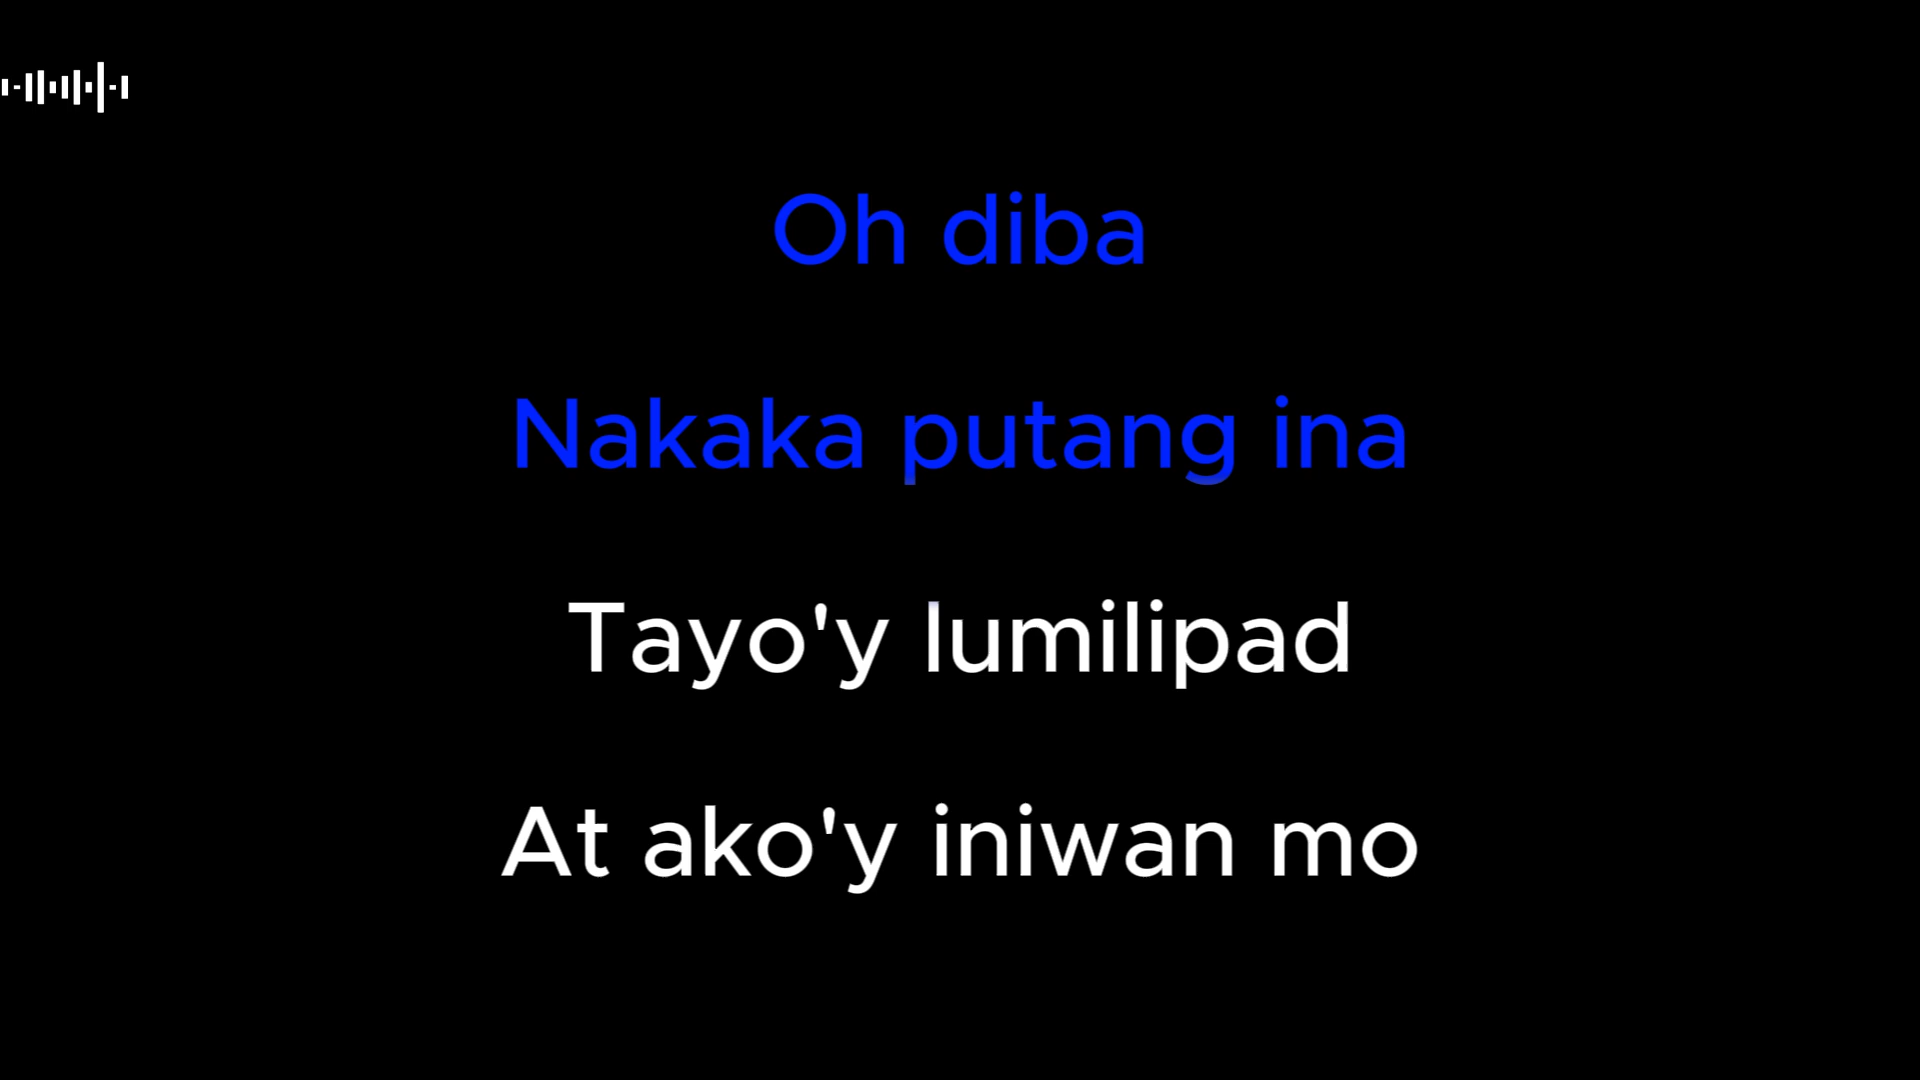 Oh diba
Nakaka putang ina
Tayo'y lumilipad
At ako'y iniwan mo